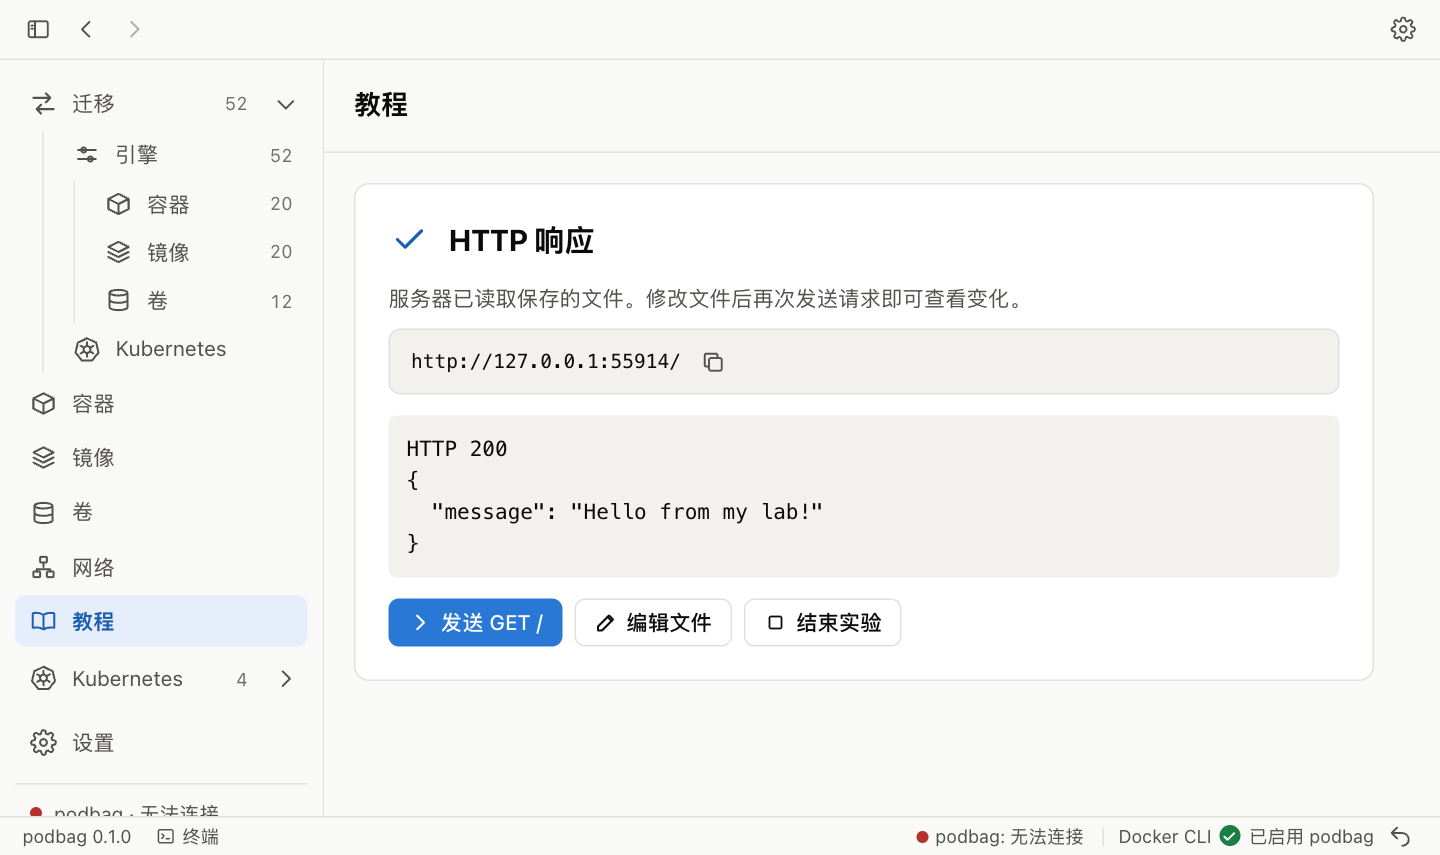 迁移 52
引擎 52
容器 20
镜像 20
卷 12
Kubernetes
容器
镜像
卷
网络
教程
Kubernetes 4
设置
podbag · 无法连接
教程
HTTP 响应
服务器已读取保存的文件。修改文件后再次发送请求即可查看变化。
http://127.0.0.1:55914/
HTTP 200
{
  "message": "Hello from my lab!"
}
发送 GET / 编辑文件 结束实验
podbag 0.1.0 终端 podbag: 无法连接 Docker CLI 已启用 podbag